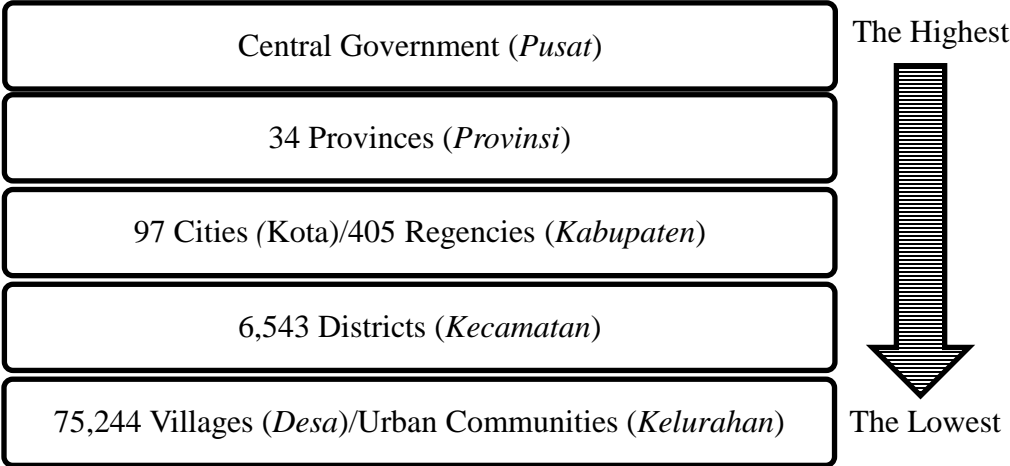 Central Government (Pusat)
The Highest
34 Provinces (Provinsi)
97 Cities (Kota)/405 Regencies (Kabupaten)
6,543 Districts (Kecamatan)
75,244 Villages (Desa)/Urban Communities (Kelurahan)
The Lowest